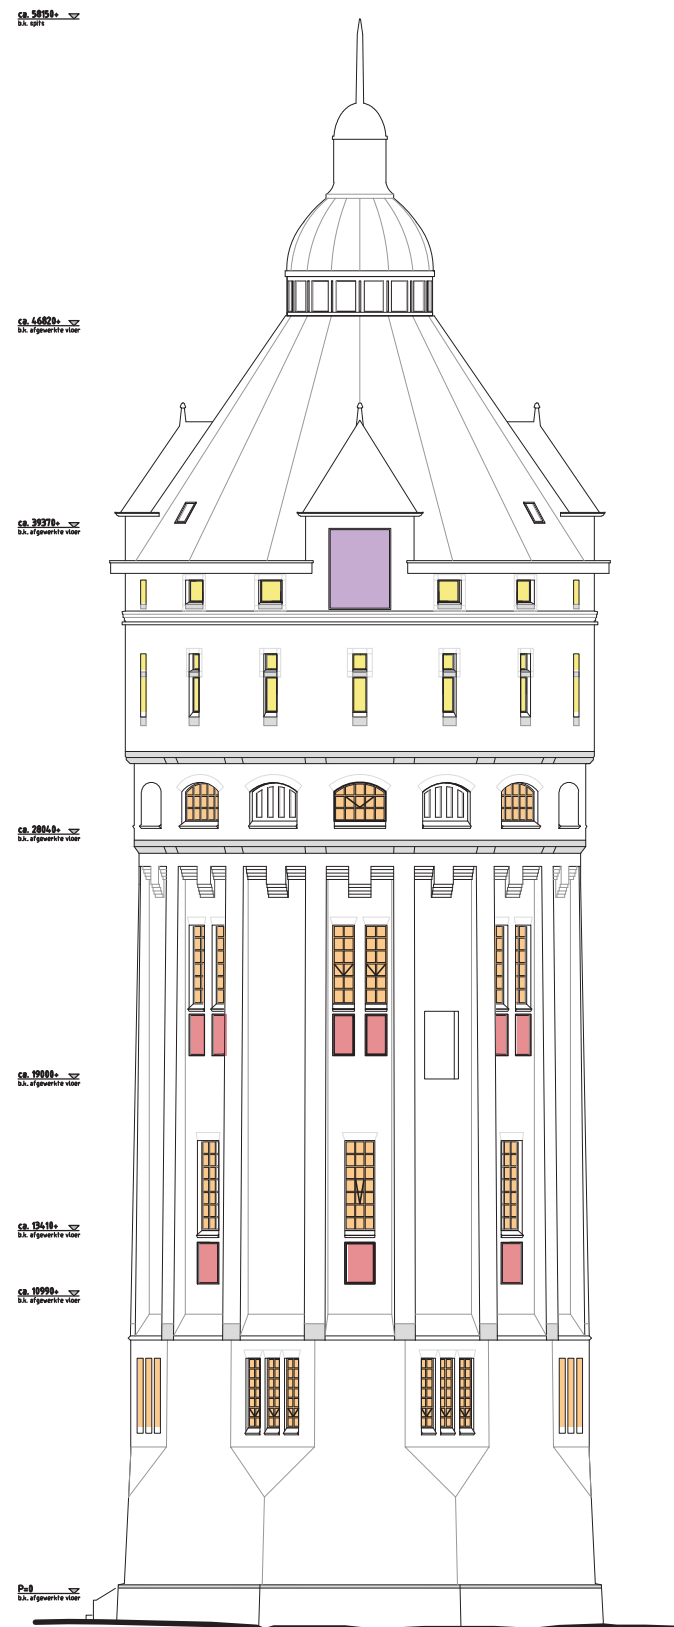 ca. 58150+
b.k. spits
ca. 46820+
b.k. afgewerkte vloer
ca. 39370+
b.k. afgewerkte vloer
ca. 28040+
b.k. afgewerkte vloer
ca. 19000+
b.k. afgewerkte vloer
ca. 13410+
b.k. afgewerkte vloer
ca. 10990+
b.k. afgewerkte vloer
P=0
b.k. afgewerkte vloer